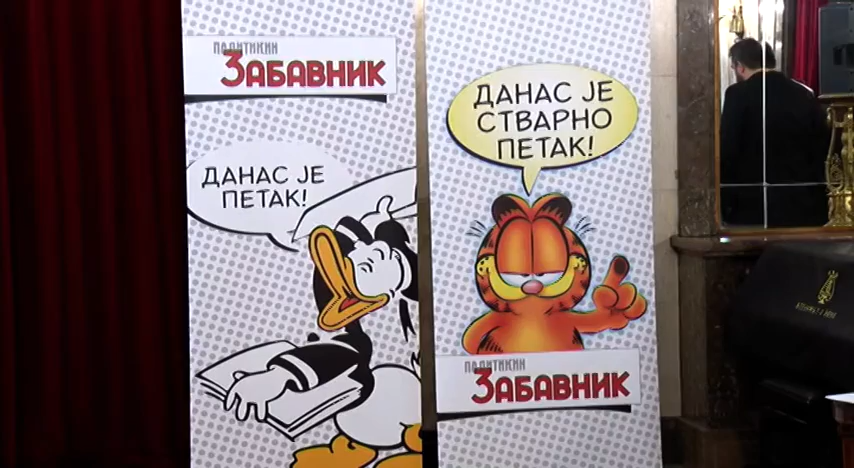 ПОЛИТИКИН
ЗАБАВНИК
ДАНАС ЈЕ
ПЕТАК!
ДАНАС ЈЕ
СТВАРНО
ПЕТАК!
ПОЛИТИКИН
ЗАБАВНИК